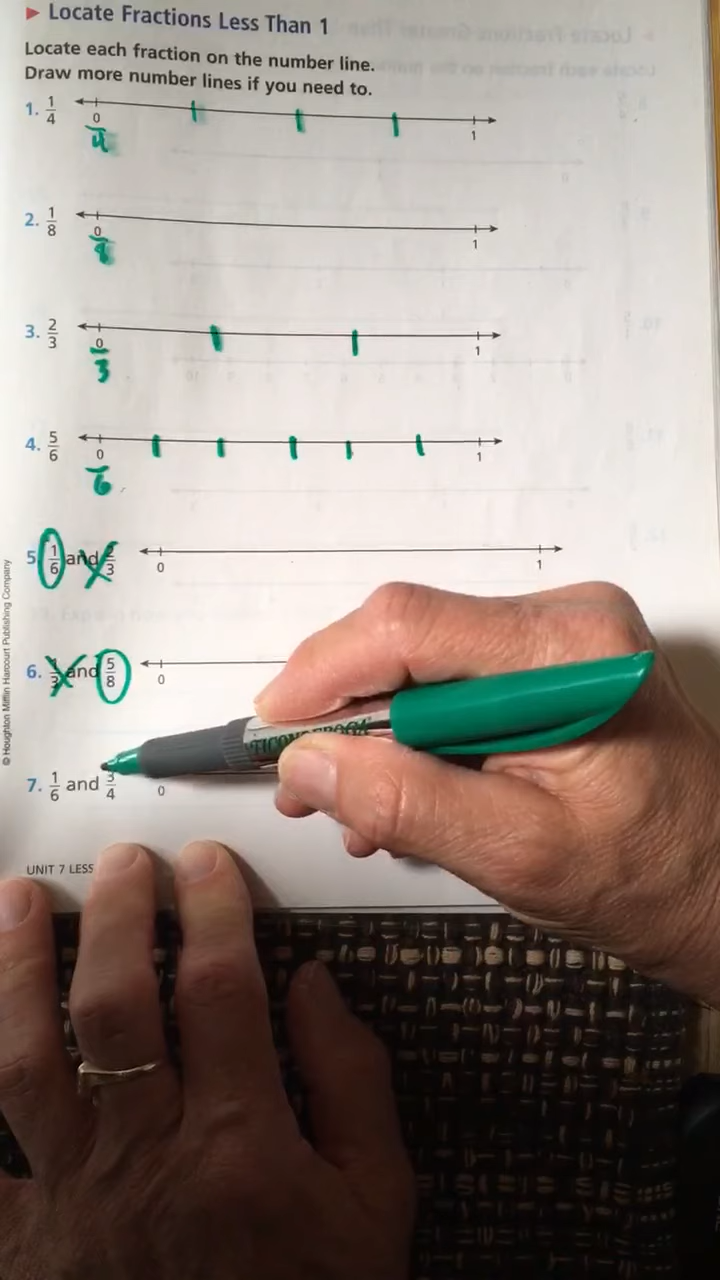 Locate Fractions Less Than 1
Locate each fraction on the number line.
Draw more number lines if you need to.
1. 1/4 0 1
4
2. 1/8 0 1
8
3. 2/3 0 1
3
4. 5/6 0 1
6
5 1/6 and 2/3 0 1
6. and 5/8 0
7. 1/6 and 3/4 0
UNIT 7 LESS
© Houghton Mifflin Harcourt Publishing Company
TICONDEROGA